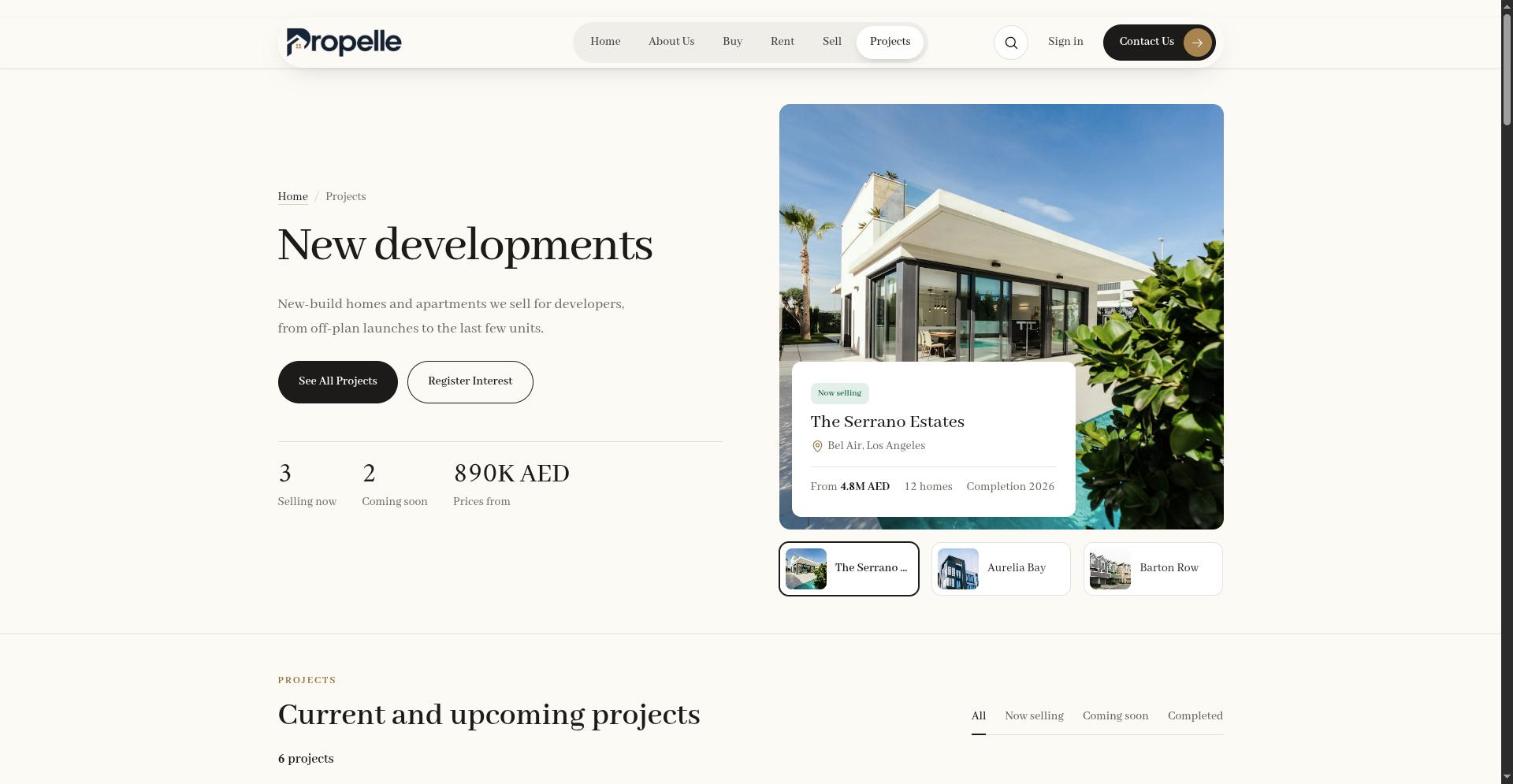 Propelle
Home
About Us
Buy
Rent
Sell
Projects
Sign in
Contact Us
Home / Projects
New developments
New-build homes and apartments we sell for developers,
from off-plan launches to the last few units.
See All Projects
Register Interest
3
Selling now
2
Coming soon
890K AED
Prices from
Now selling
The Serrano Estates
Bel Air, Los Angeles
From 4.8M AED
12 homes
Completion 2026
The Serrano ...
Aurelia Bay
Barton Row
PROJECTS
Current and upcoming projects
All
Now selling
Coming soon
Completed
6 projects